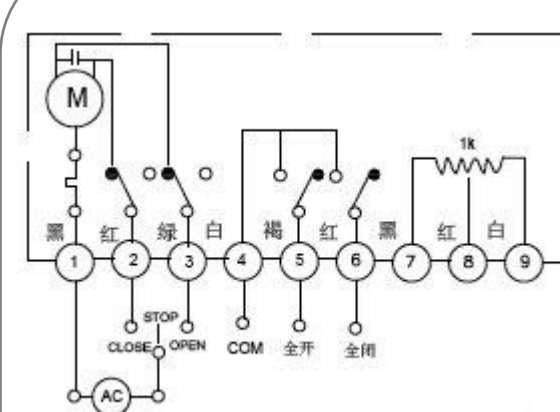 1k
M
黑 红 绿 白 褐 红 黑 红 白
1 2 3 4 5 6 7 8 9
STOP
CLOSE OPEN COM 全开 全闭
AC